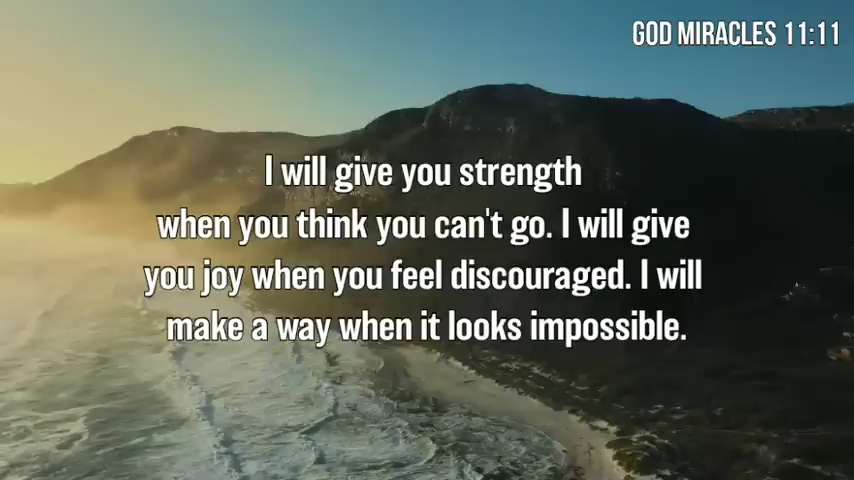 GOD MIRACLES 11:11
I will give you strength
when you think you can't go. I will give
you joy when you feel discouraged. I will
make a way when it looks impossible.